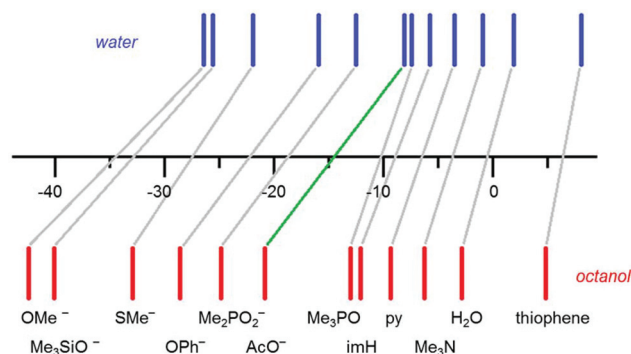 water
-40 -30 -20 -10 0
octanol
OMe⁻ SMe⁻ Me₂PO₂⁻ Me₃PO py H₂O thiophene
Me₃SiO⁻ OPh⁻ AcO⁻ imH Me₃N